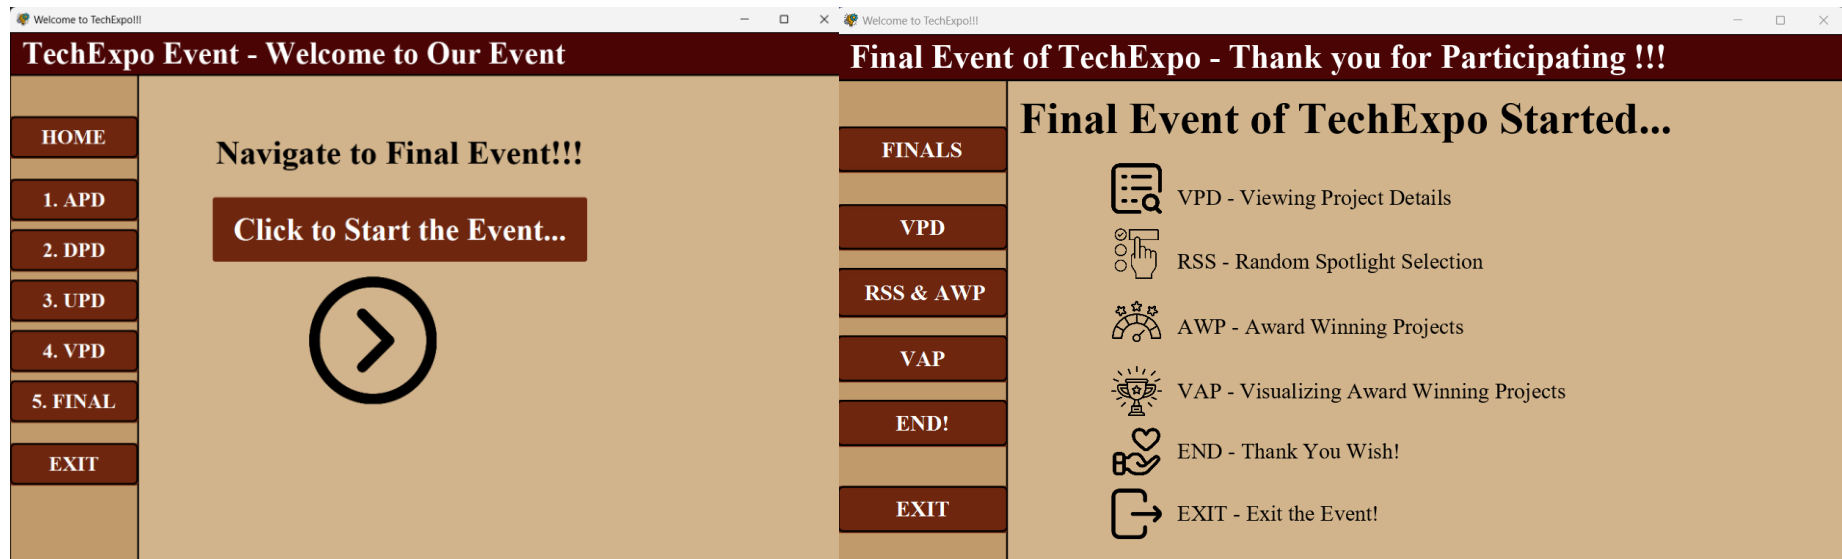 Welcome to TechExpo!!!
TechExpo Event - Welcome to Our Event
HOME
1. APD
2. DPD
3. UPD
4. VPD
5. FINAL
EXIT
Navigate to Final Event!!!
Click to Start the Event...
Welcome to TechExpo!!!
Final Event of TechExpo - Thank you for Participating !!!
FINALS
VPD
RSS & AWP
VAP
END!
EXIT
Final Event of TechExpo Started...
VPD - Viewing Project Details
RSS - Random Spotlight Selection
AWP - Award Winning Projects
VAP - Visualizing Award Winning Projects
END - Thank You Wish!
EXIT - Exit the Event!